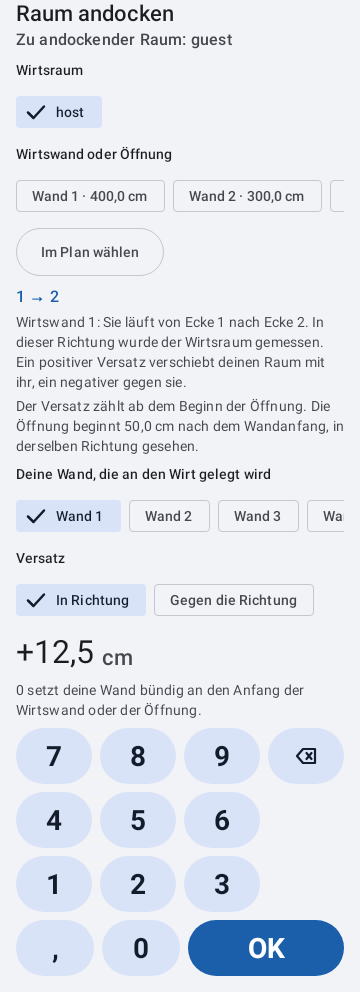 Raum andocken
Zu andockender Raum: guest
Wirtsraum
host
Wirtswand oder Öffnung
Wand 1 · 400,0 cm
Wand 2 · 300,0 cm
Im Plan wählen
1 → 2
Wirtswand 1: Sie läuft von Ecke 1 nach Ecke 2. In
dieser Richtung wurde der Wirtsraum gemessen.
Ein positiver Versatz verschiebt deinen Raum mit
ihr, ein negativer gegen sie.
Der Versatz zählt ab dem Beginn der Öffnung. Die
Öffnung beginnt 50,0 cm nach dem Wandanfang, in
derselben Richtung gesehen.
Deine Wand, die an den Wirt gelegt wird
Wand 1
Wand 2
Wand 3
Versatz
In Richtung
Gegen die Richtung
+12,5 cm
0 setzt deine Wand bündig an den Anfang der
Wirtswand oder der Öffnung.
7 8 9
4 5 6
1 2 3
, 0 OK